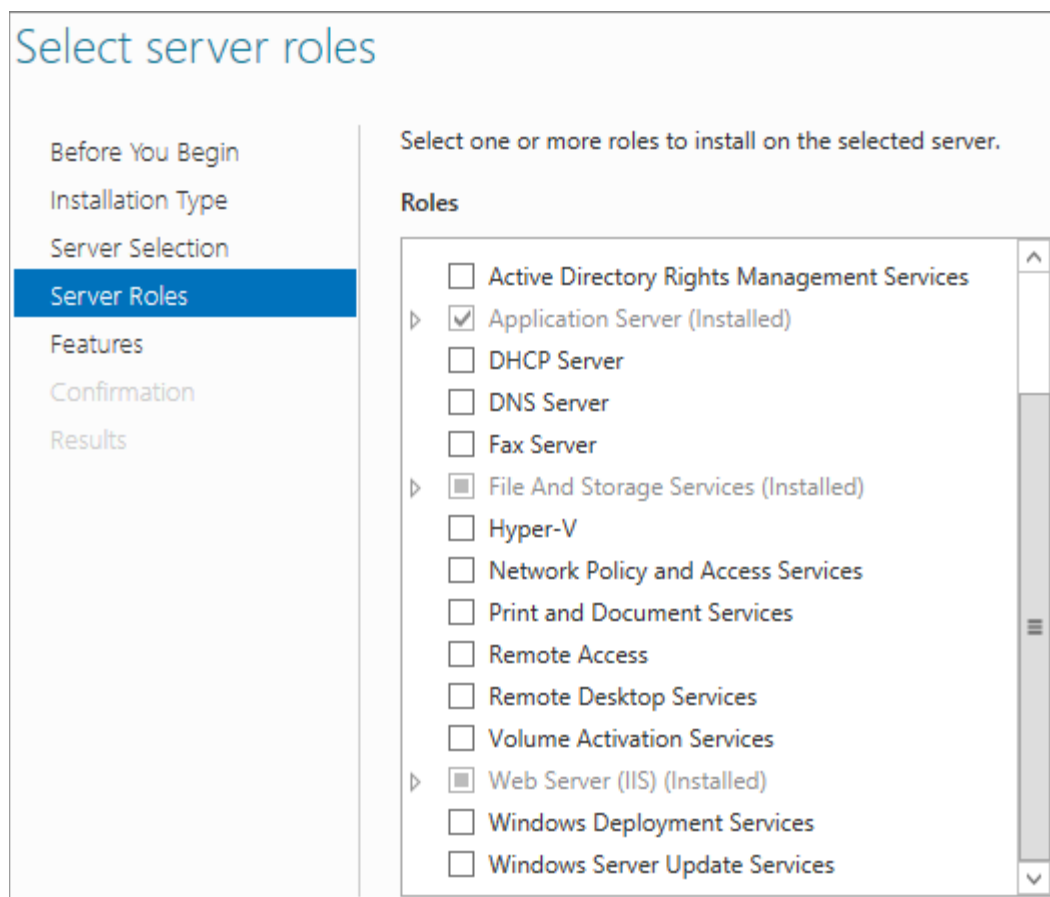 Select server roles
Before You Begin
Installation Type
Server Selection
Server Roles
Features
Confirmation
Results
Select one or more roles to install on the selected server.
Roles
Active Directory Rights Management Services
Application Server (Installed)
DHCP Server
DNS Server
Fax Server
File And Storage Services (Installed)
Hyper-V
Network Policy and Access Services
Print and Document Services
Remote Access
Remote Desktop Services
Volume Activation Services
Web Server (IIS) (Installed)
Windows Deployment Services
Windows Server Update Services